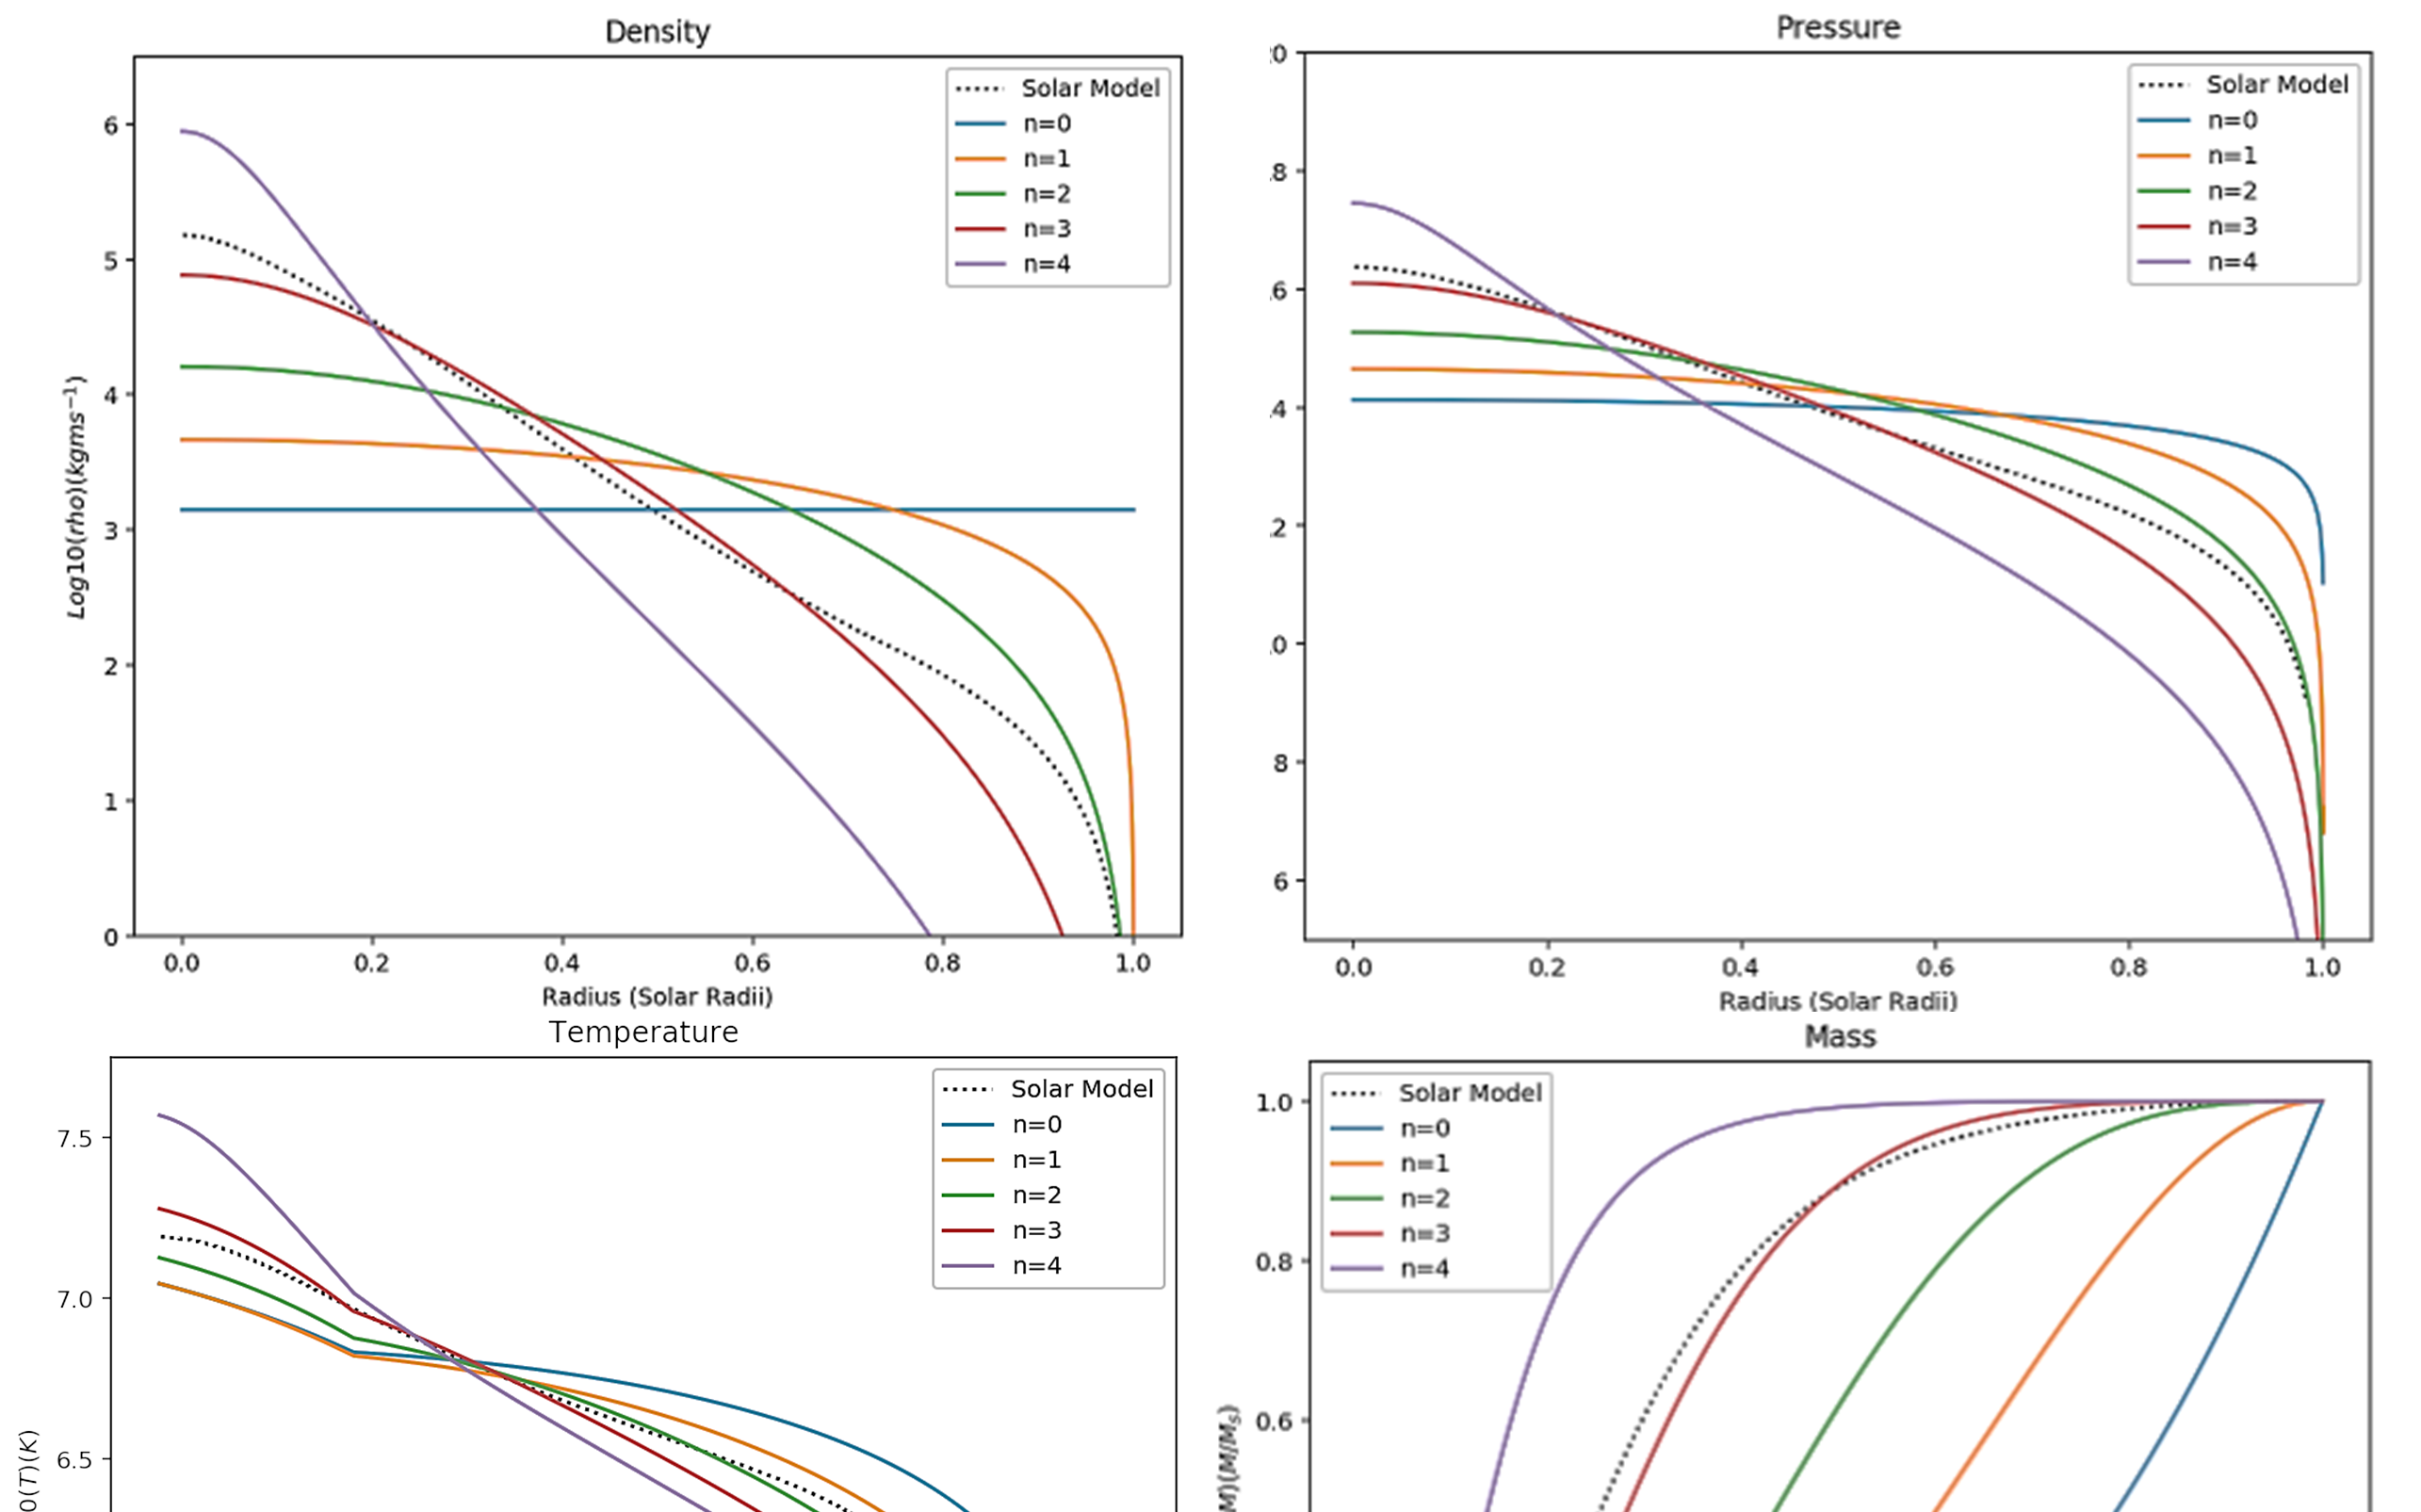 Density
Solar Model
n=0
n=1
n=2
n=3
n=4
6
5
4
3
2
1
0
Log10(rho)(kgms⁻¹)
0.0 0.2 0.4 0.6 0.8 1.0
Radius (Solar Radii)
Pressure
Solar Model
n=0
n=1
n=2
n=3
n=4
0
8
6
4
2
0
8
6
0.0 0.2 0.4 0.6 0.8 1.0
Radius (Solar Radii)
Temperature
Solar Model
n=0
n=1
n=2
n=3
n=4
7.5
7.0
6.5
0(T)(K)
Mass
Solar Model
n=0
n=1
n=2
n=3
n=4
1.0
0.8
0.6
M)(M/Mₛ)